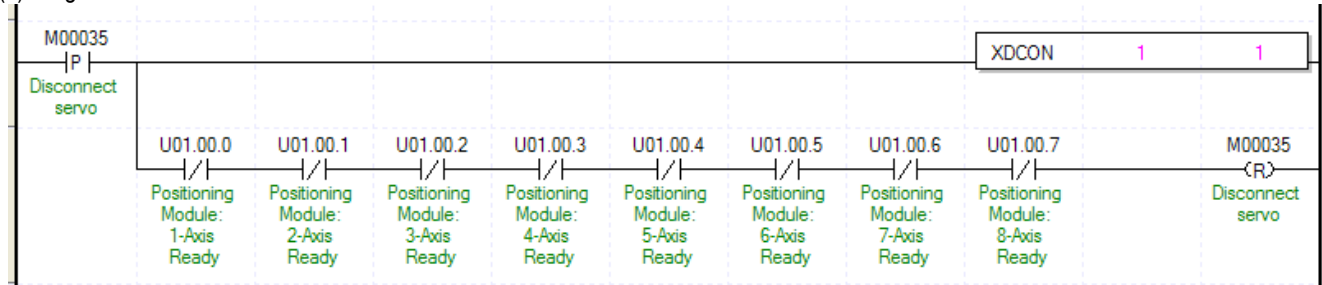 M00035
P
Disconnect
servo
XDCON 1 1
U01.00.0 U01.00.1 U01.00.2 U01.00.3 U01.00.4 U01.00.5 U01.00.6 U01.00.7 M00035
R
Positioning Positioning Positioning Positioning Positioning Positioning Positioning Positioning Disconnect
Module: Module: Module: Module: Module: Module: Module: Module: servo
1-Axis 2-Axis 3-Axis 4-Axis 5-Axis 6-Axis 7-Axis 8-Axis
Ready Ready Ready Ready Ready Ready Ready Ready